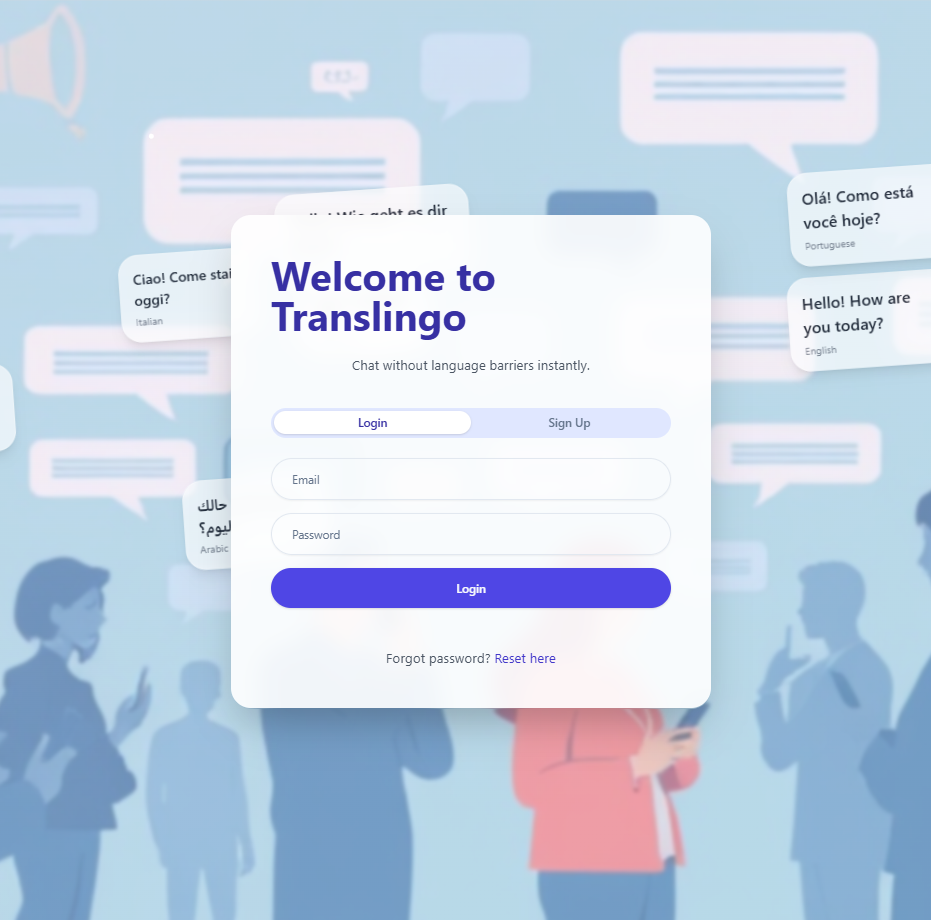 Olá! Como está
você hoje?
Portuguese
Wie geht es dir
Ciao! Come stai
oggi?
Italian
Hello! How are
you today?
English
Welcome to
Translingo
Chat without language barriers instantly.
Login
Sign Up
Email
Password
حالك
ليوم؟
Arabic
Login
Forgot password? Reset here